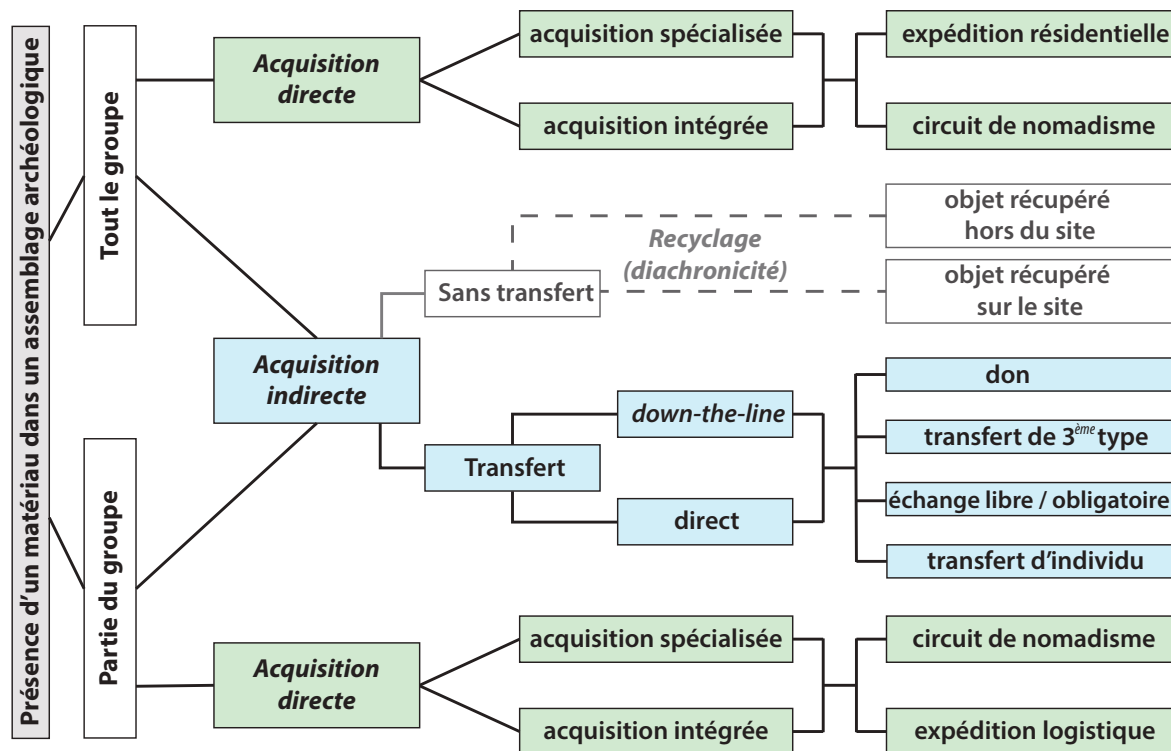 Présence d'un matériau dans un assemblage archéologique
Tout le groupe
Partie du groupe
Acquisition
directe
acquisition spécialisée
acquisition intégrée
expédition résidentielle
circuit de nomadisme
Sans transfert
Recyclage
(diachronicité)
objet récupéré
hors du site
objet récupéré
sur le site
Acquisition
indirecte
Transfert
down-the-line
direct
don
transfert de 3ème type
échange libre / obligatoire
transfert d'individu
Acquisition
directe
acquisition spécialisée
acquisition intégrée
circuit de nomadisme
expédition logistique